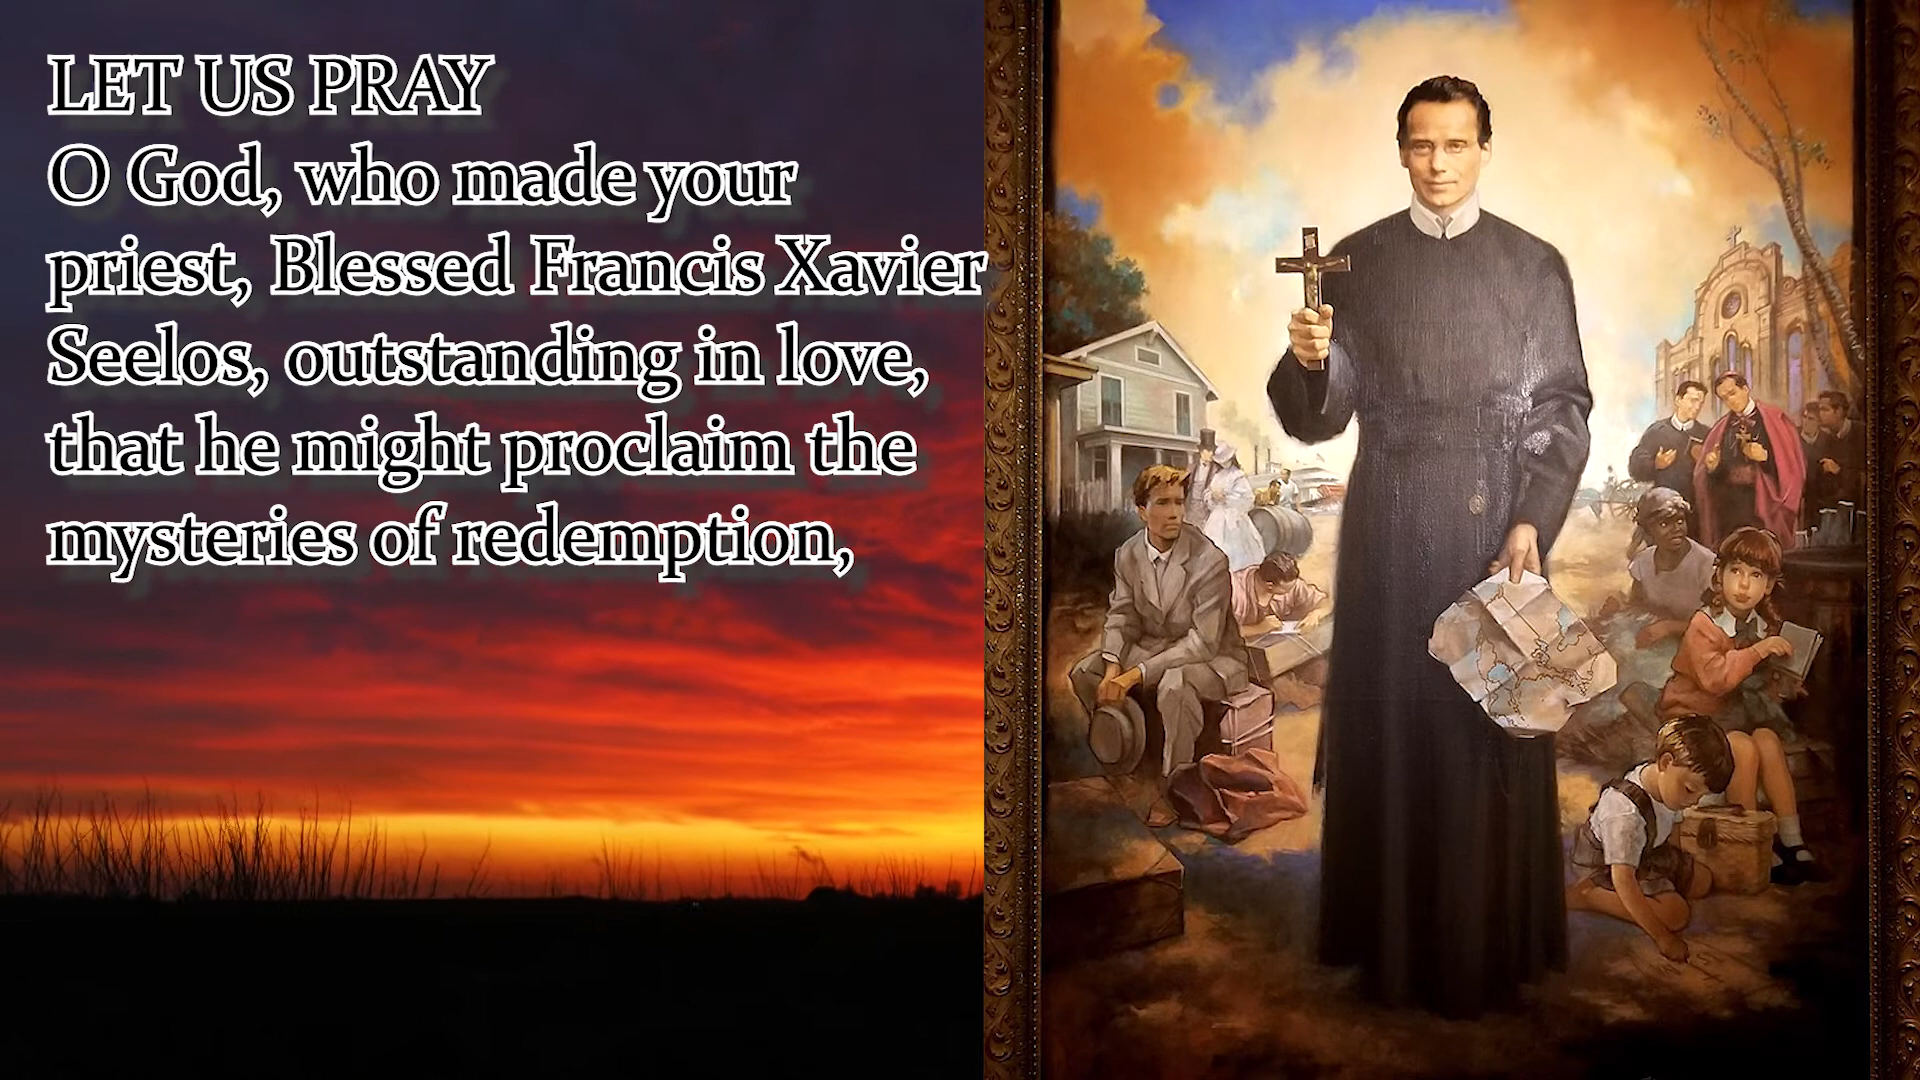 LET US PRAY
O God, who made your
priest, Blessed Francis Xavier
Seelos, outstanding in love,
that he might proclaim the
mysteries of redemption,